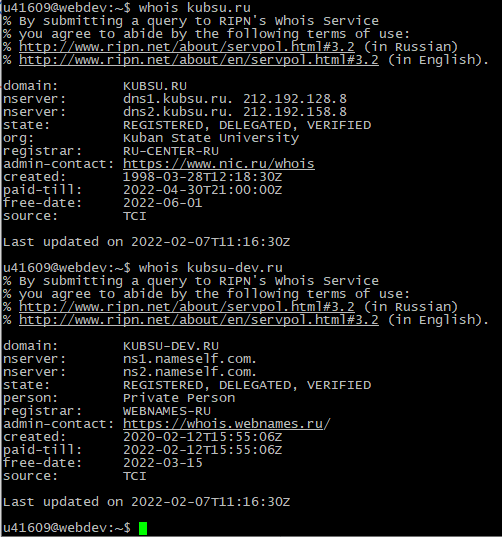 u41609@webdev:~$ whois kubsu.ru
% By submitting a query to RIPN's Whois Service
% you agree to abide by the following terms of use:
% http://www.ripn.net/about/servpol.html#3.2 (in Russian)
% http://www.ripn.net/about/en/servpol.html#3.2 (in English).

domain:        KUBSU.RU
nserver:       dns1.kubsu.ru. 212.192.128.8
nserver:       dns2.kubsu.ru. 212.192.158.8
state:         REGISTERED, DELEGATED, VERIFIED
org:           Kuban State University
registrar:     RU-CENTER-RU
admin-contact: https://www.nic.ru/whois
created:       1998-03-28T12:18:30Z
paid-till:     2022-04-30T21:00:00Z
free-date:     2022-06-01
source:        TCI

Last updated on 2022-02-07T11:16:30Z

u41609@webdev:~$ whois kubsu-dev.ru
% By submitting a query to RIPN's Whois Service
% you agree to abide by the following terms of use:
% http://www.ripn.net/about/servpol.html#3.2 (in Russian)
% http://www.ripn.net/about/en/servpol.html#3.2 (in English).

domain:        KUBSU-DEV.RU
nserver:       ns1.nameself.com.
nserver:       ns2.nameself.com.
state:         REGISTERED, DELEGATED, VERIFIED
person:        Private Person
registrar:     WEBNAMES-RU
admin-contact: https://whois.webnames.ru/
created:       2020-02-12T15:55:06Z
paid-till:     2022-02-12T15:55:06Z
free-date:     2022-03-15
source:        TCI

Last updated on 2022-02-07T11:16:30Z

u41609@webdev:~$